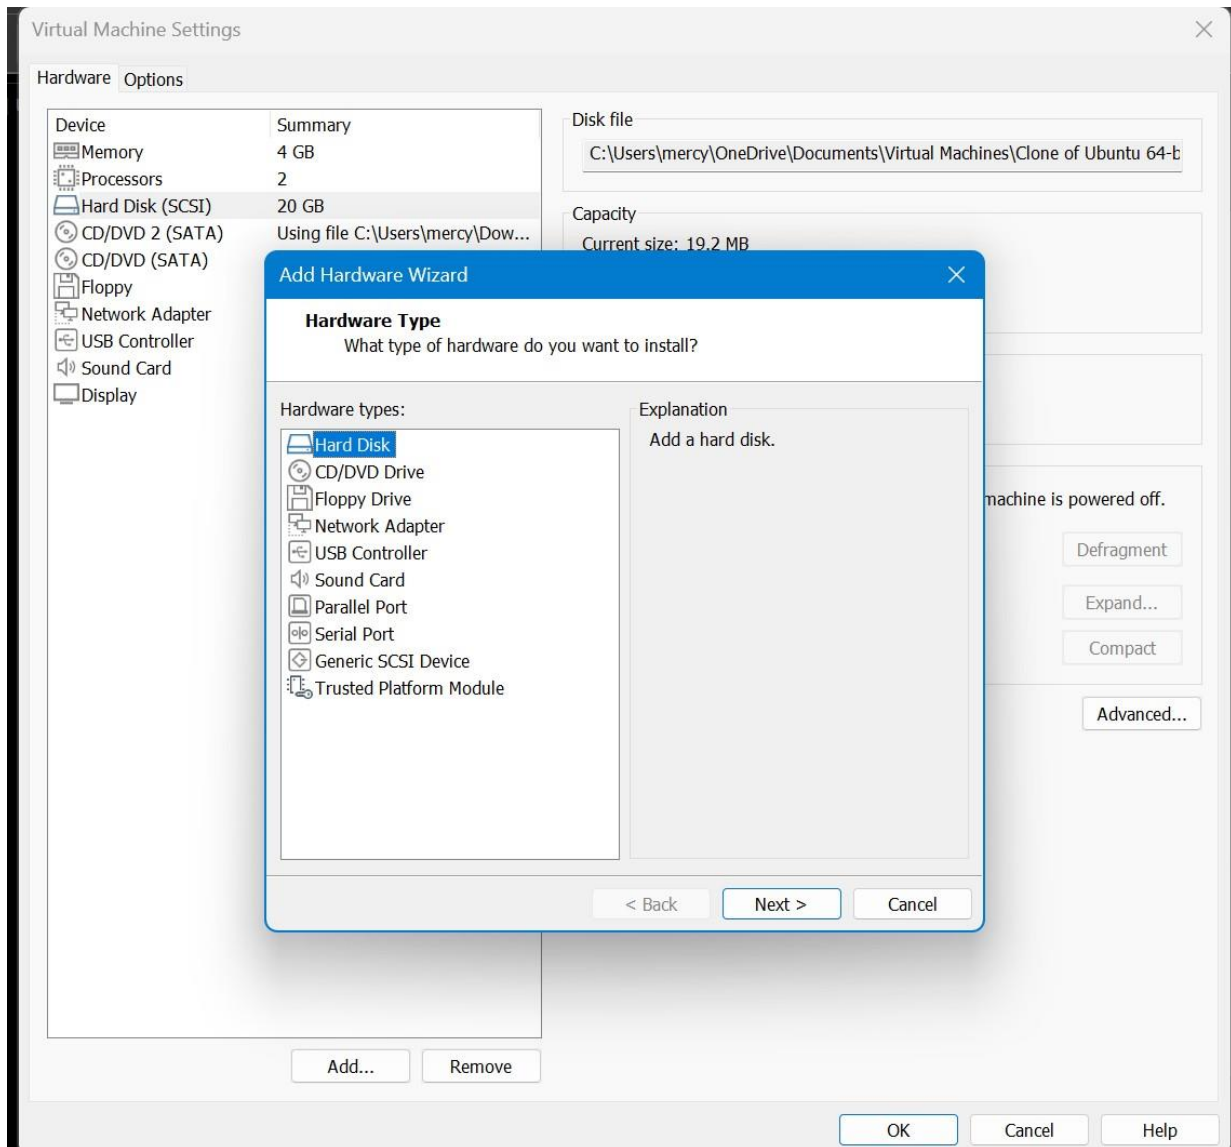 Virtual Machine Settings
Hardware Options
Device Summary
Memory 4 GB
Processors 2
Hard Disk (SCSI) 20 GB
CD/DVD 2 (SATA) Using file C:\Users\mercy\Dow...
CD/DVD (SATA)
Floppy
Network Adapter
USB Controller
Sound Card
Display
Disk file
C:\Users\mercy\OneDrive\Documents\Virtual Machines\Clone of Ubuntu 64-b
Capacity
Current size: 19.2 MB
Add Hardware Wizard
Hardware Type
What type of hardware do you want to install?
Hardware types:
Hard Disk
CD/DVD Drive
Floppy Drive
Network Adapter
USB Controller
Sound Card
Parallel Port
Serial Port
Generic SCSI Device
Trusted Platform Module
Explanation
Add a hard disk.
< Back Next > Cancel
machine is powered off.
Defragment
Expand...
Compact
Advanced...
Add... Remove
OK Cancel Help